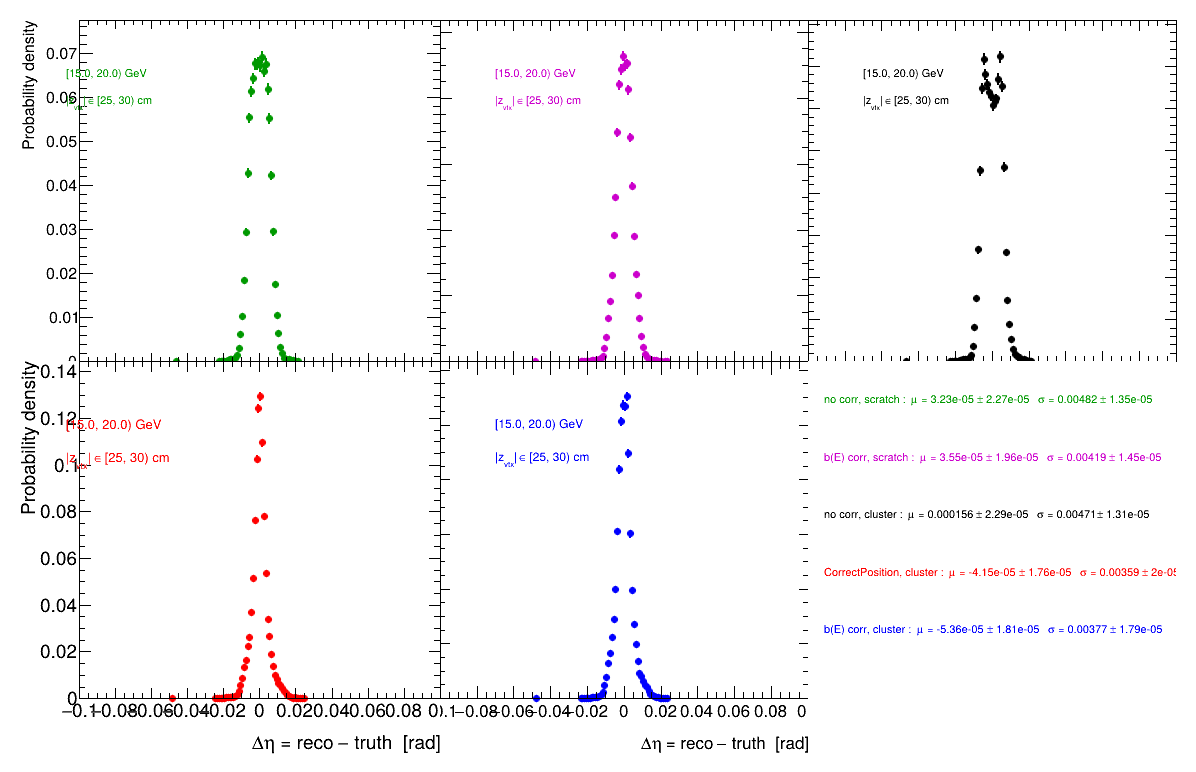 Probability density
0.07
0.06
0.05
0.04
0.03
0.02
0.01
0
[15.0, 20.0) GeV
|z_vtx| ∈ [25, 30) cm
[15.0, 20.0) GeV
|z_vtx| ∈ [25, 30) cm
[15.0, 20.0) GeV
|z_vtx| ∈ [25, 30) cm
Probability density
0.14
0.12
0.1
0.08
0.06
0.04
0.02
0
[15.0, 20.0) GeV
|z_vtx| ∈ [25, 30) cm
[15.0, 20.0) GeV
|z_vtx| ∈ [25, 30) cm
no corr, scratch : μ = 3.23e-05 ± 2.27e-05 σ = 0.00482 ± 1.35e-05
b(E) corr, scratch : μ = 3.55e-05 ± 1.96e-05 σ = 0.00419 ± 1.45e-05
no corr, cluster : μ = 0.000156 ± 2.29e-05 σ = 0.00471 ± 1.31e-05
CorrectPosition, cluster : μ = -4.15e-05 ± 1.76e-05 σ = 0.00359 ± 2e-05
b(E) corr, cluster : μ = -5.36e-05 ± 1.81e-05 σ = 0.00377 ± 1.79e-05
−0.1 −0.08 −0.06 −0.04 −0.02 0 0.02 0.04 0.06 0.08 0.1
−0.08 −0.06 −0.04 −0.02 0 0.02 0.04 0.06 0.08 0
Δη = reco − truth [rad]
Δη = reco − truth [rad]